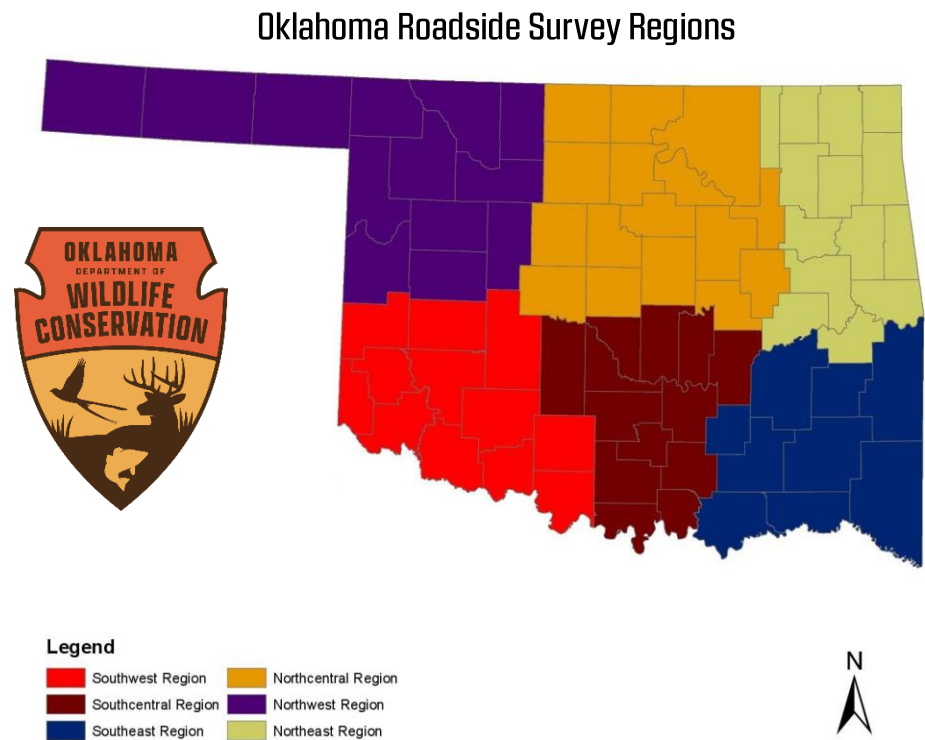 Oklahoma Roadside Survey Regions
OKLAHOMA
DEPARTMENT OF
WILDLIFE
CONSERVATION
Legend
Southwest Region
Northcentral Region
Southcentral Region
Northwest Region
Southeast Region
Northeast Region
N